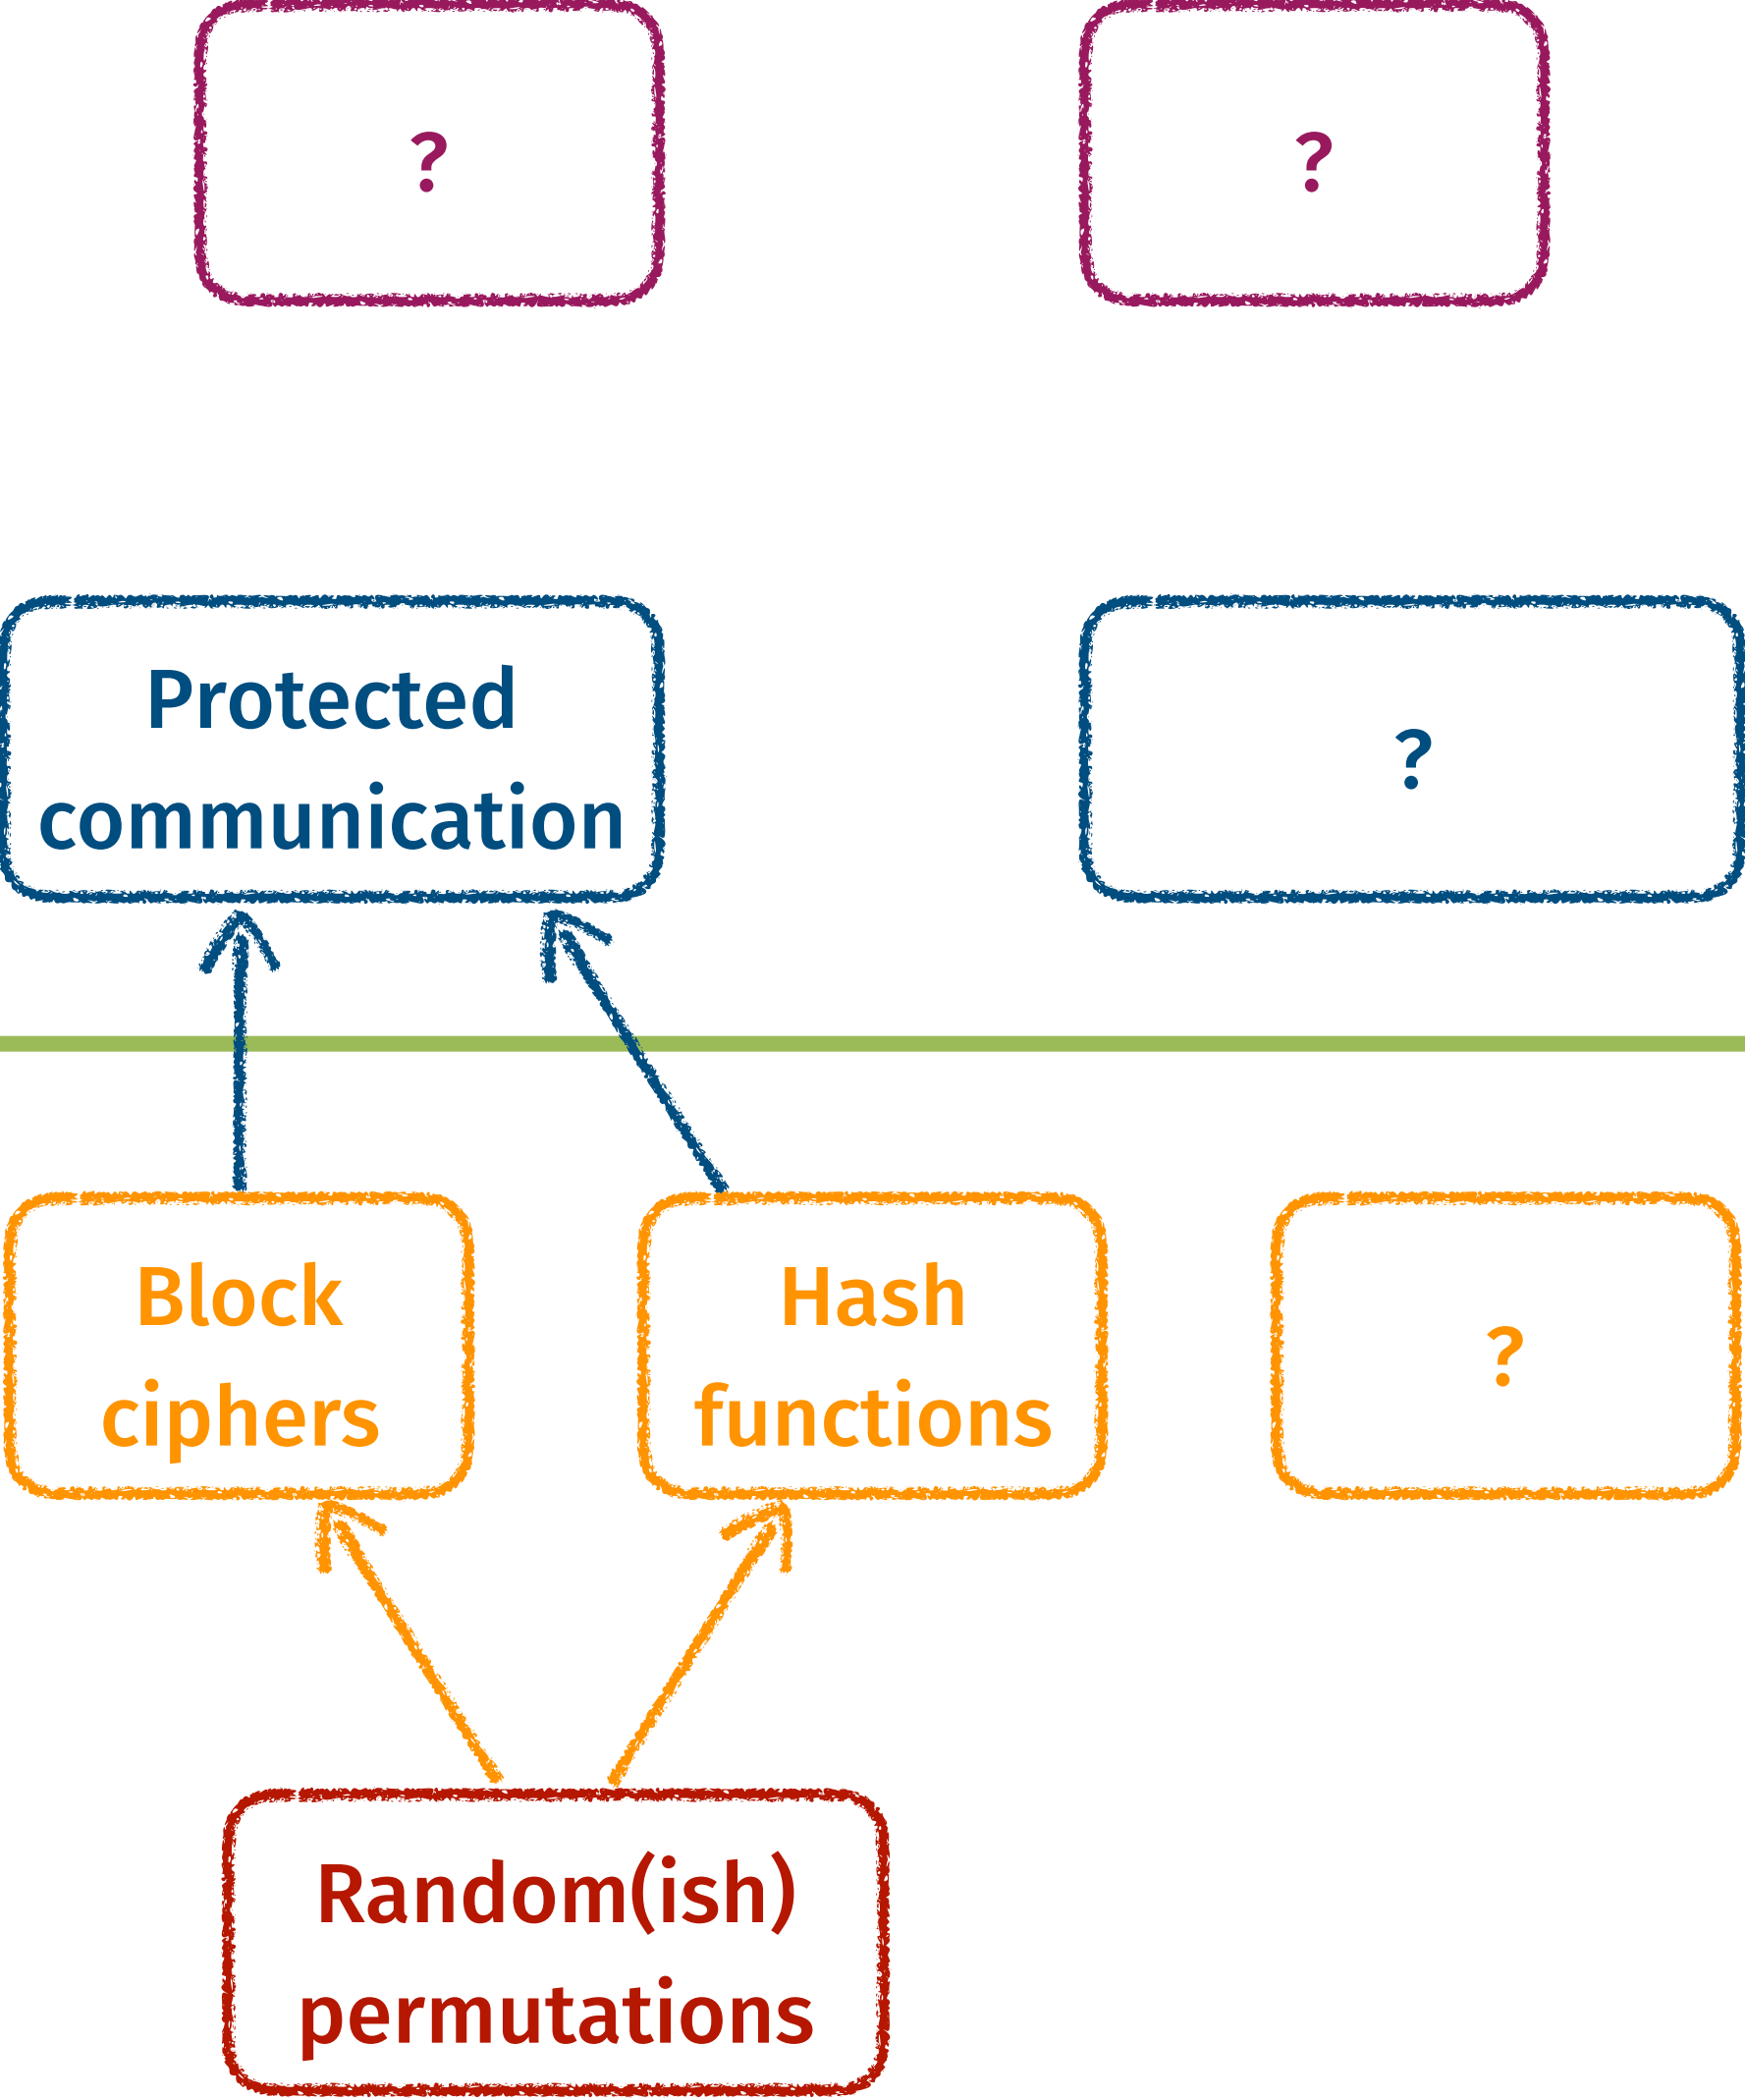 ?
?
Protected
communication
?
Block
ciphers
Hash
functions
?
Random(ish)
permutations